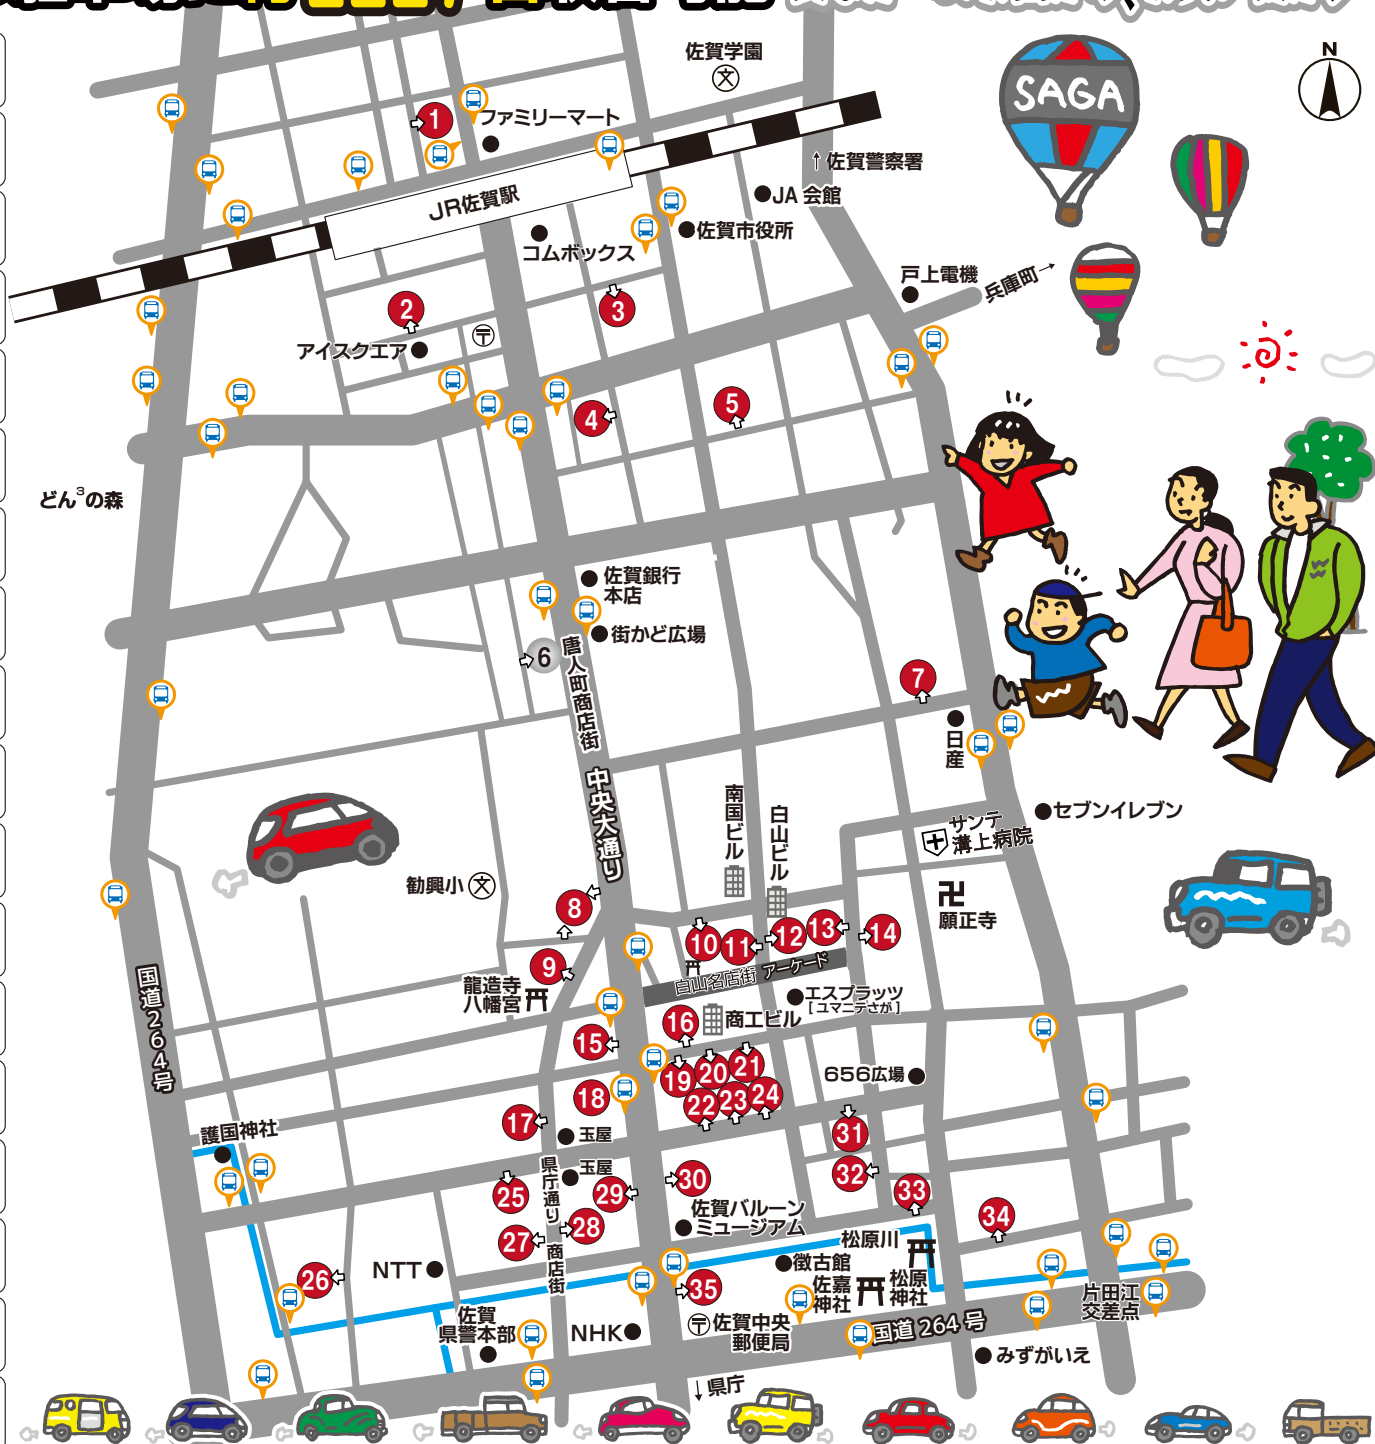 佐賀学園
文
SAGA
N
1
ファミリーマート
↑佐賀警察署
JA 会館
JR佐賀駅
佐賀市役所
コムボックス
戸上電機
兵庫町→
2
3
アイスクエア
〒
4
5
どん³の森
佐賀銀行
本店
街かど広場
6
唐人町商店街
7
日産
中央大通り
南国ビル
白山ビル
セブンイレブン
サンテ
溝上病院
勧興小
文
卍
願正寺
8
10
11
12
13
14
9
龍造寺
八幡宮
白山名店街 アーケード
国道264号
エスプラッツ
[ユマニテさが]
16
商工ビル
15
656広場
19
20
21
18
22
23
24
17
玉屋
31
護国神社
県庁通り
玉屋
25
29
30
32
33
佐賀バルーン
ミュージアム
34
28
27
松原川
商店街
NTT
26
徴古館
35
佐嘉
神社
松原
神社
片田江
交差点
佐賀
県警本部
NHK
〒
佐賀中央
郵便局
国道 264 号
みずがいえ
↓県庁